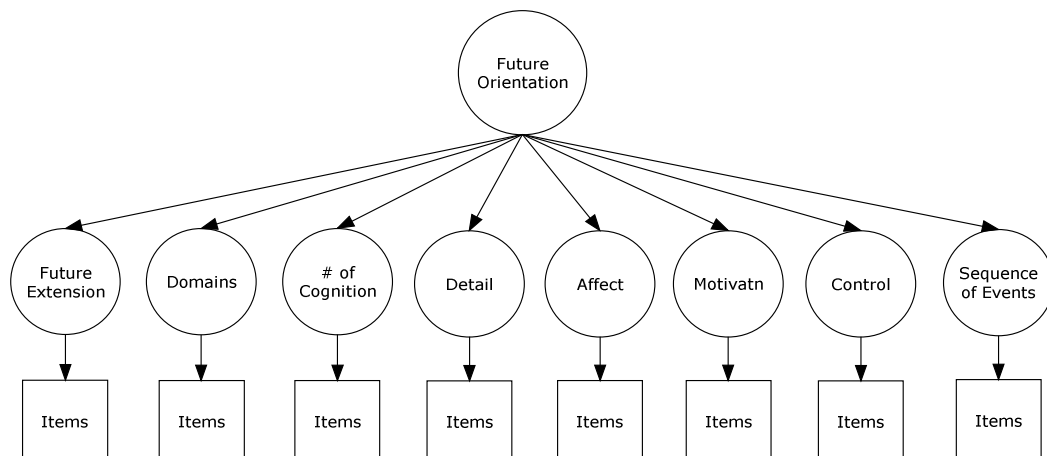 Future
Orientation
Future
Extension
Domains
# of
Cognition
Detail
Affect
Motivatn
Control
Sequence
of Events
Items
Items
Items
Items
Items
Items
Items
Items